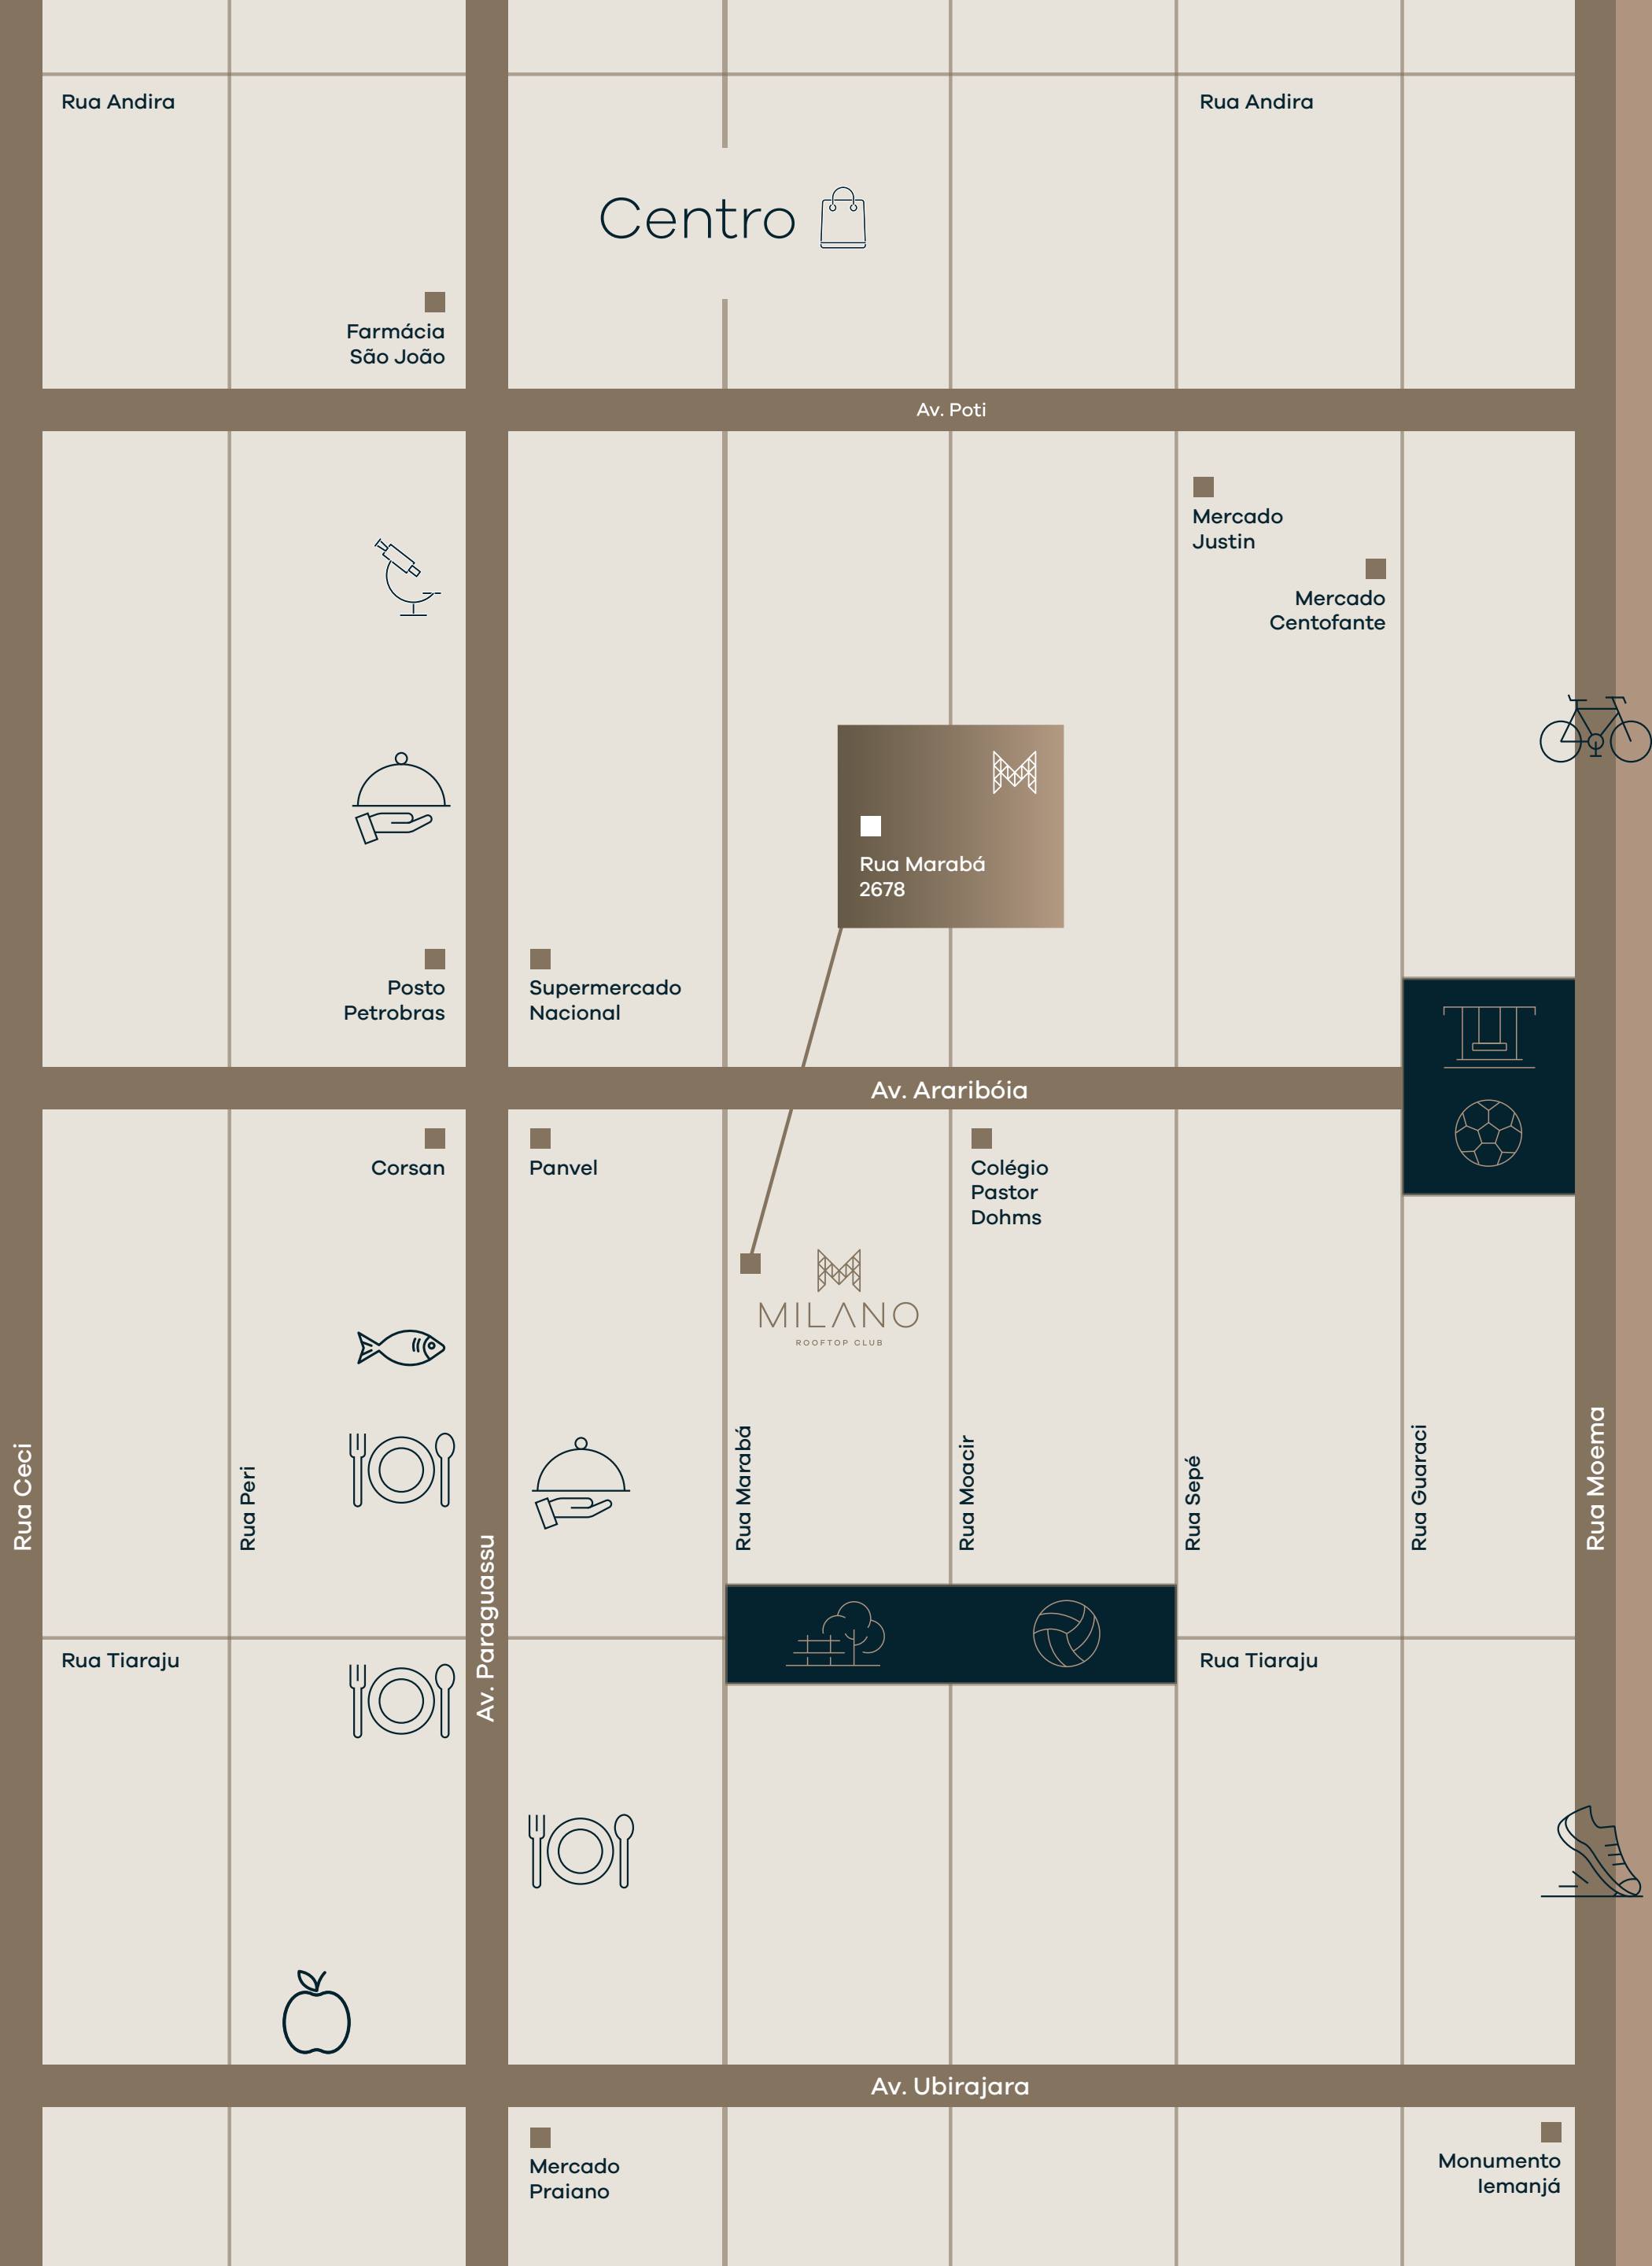 Rua Andira
Rua Andira
Centro
Farmácia
São João
Av. Poti
Mercado
Justin
Mercado
Centofante
Rua Marabá
2678
Posto
Petrobras
Supermercado
Nacional
Av. Araribóia
Corsan
Panvel
Colégio
Pastor
Dohms
MILANO
ROOFTOP CLUB
Rua Ceci
Rua Peri
Av. Paraguassu
Rua Marabá
Rua Moacir
Rua Sepé
Rua Guaraci
Rua Moema
Rua Tiaraju
Rua Tiaraju
Av. Ubirajara
Mercado
Praiano
Monumento
Iemanjá